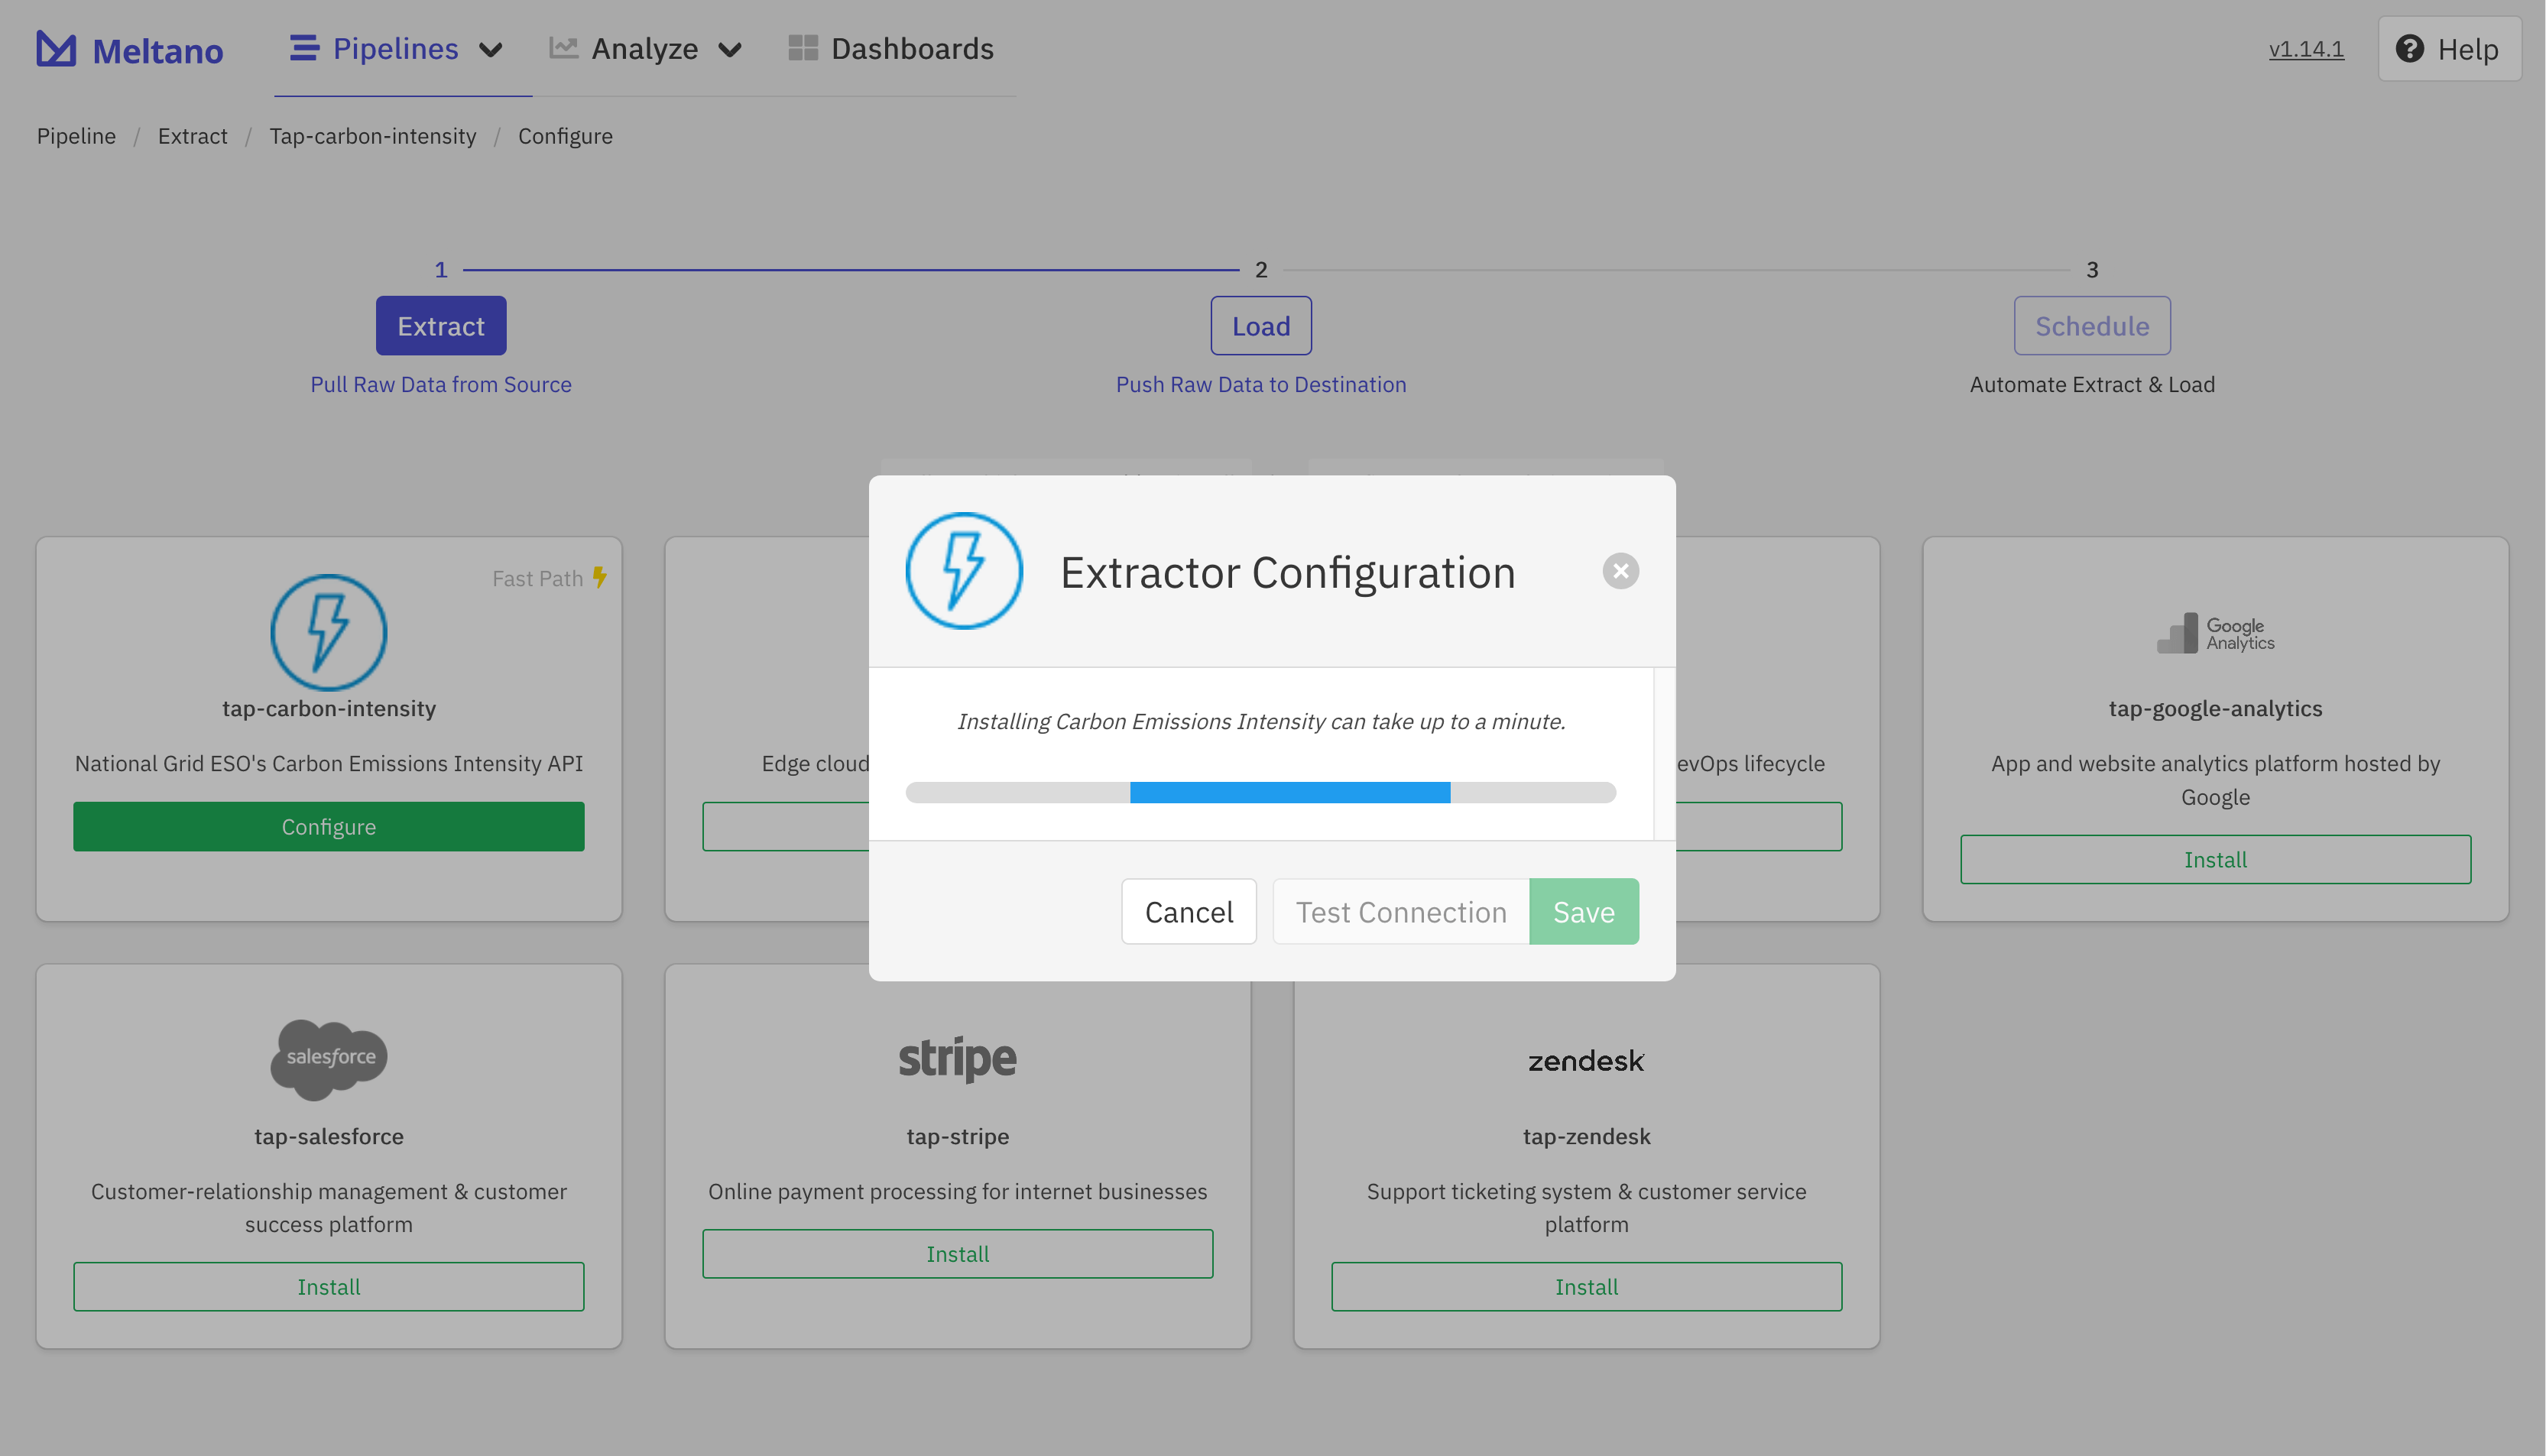 Meltano
Pipelines
Analyze
Dashboards
v1.14.1
Help
Pipeline / Extract / Tap-carbon-intensity / Configure
1
2
3
Extract
Load
Schedule
Pull Raw Data from Source
Push Raw Data to Destination
Automate Extract & Load
Extractor Configuration
Installing Carbon Emissions Intensity can take up to a minute.
Cancel
Test Connection
Save
Fast Path
tap-carbon-intensity
National Grid ESO's Carbon Emissions Intensity API
Configure
Edge cloud
lifecycle
Google
Analytics
tap-google-analytics
App and website analytics platform hosted by
Google
Install
salesforce
tap-salesforce
Customer-relationship management & customer
success platform
Install
stripe
tap-stripe
Online payment processing for internet businesses
Install
zendesk
tap-zendesk
Support ticketing system & customer service
platform
Install